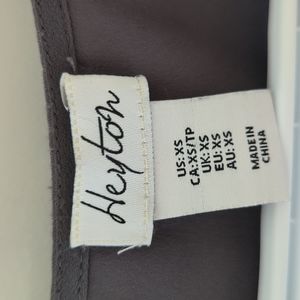 Heyton
US: XS
CA: XS/TP
UK: XS
EU: XS
AU: XS
MADE IN
CHINA